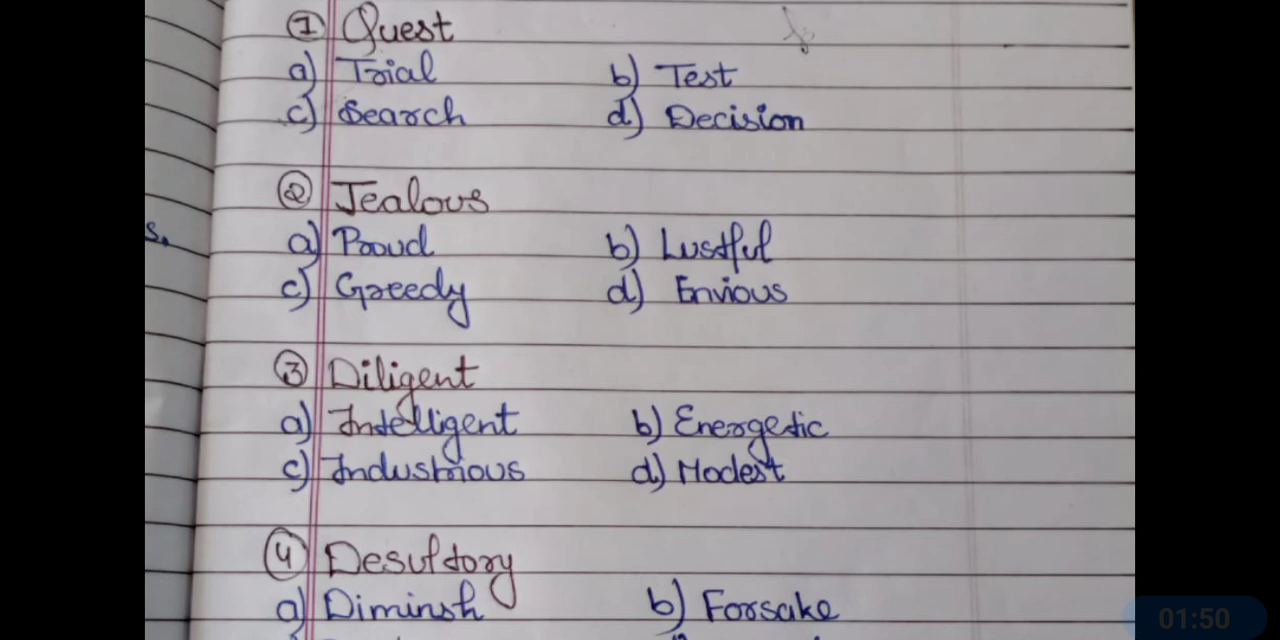 s.
① Quest
a) Trial b) Test
c) Search d) Decision
② Jealous
a) Proud b) Lustful
c) Greedy d) Envious
③ Diligent
a) Intelligent b) Energetic
c) Industrious d) Modest
④ Desultory
a) Diminsh b) Forsake
01:50